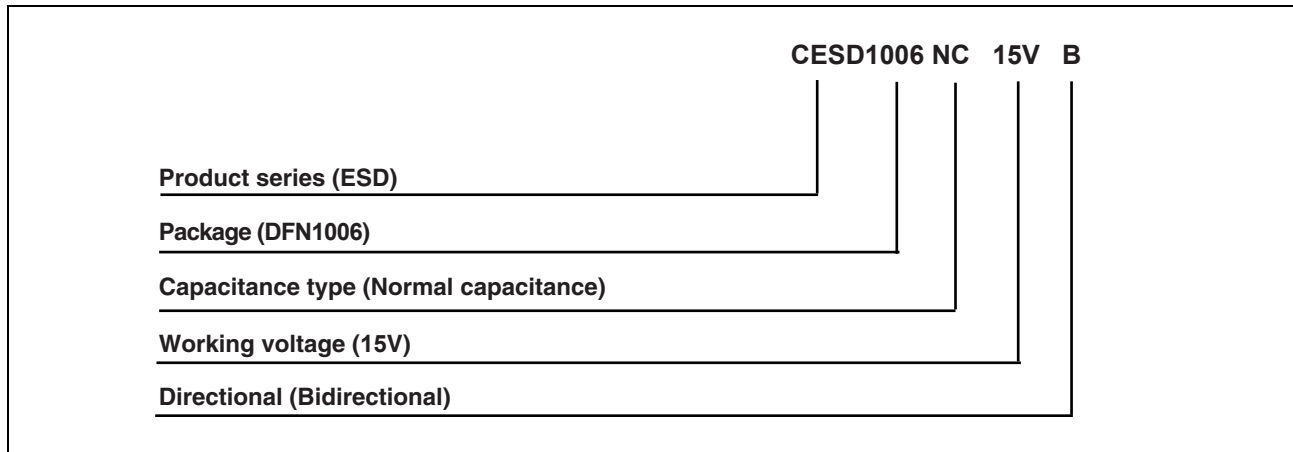 CESD1006 NC 15V B
Product series (ESD)
Package (DFN1006)
Capacitance type (Normal capacitance)
Working voltage (15V)
Directional (Bidirectional)